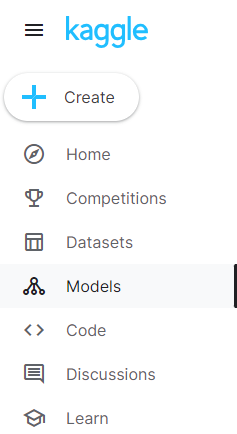 kaggle
Create
Home
Competitions
Datasets
Models
Code
Discussions
Learn